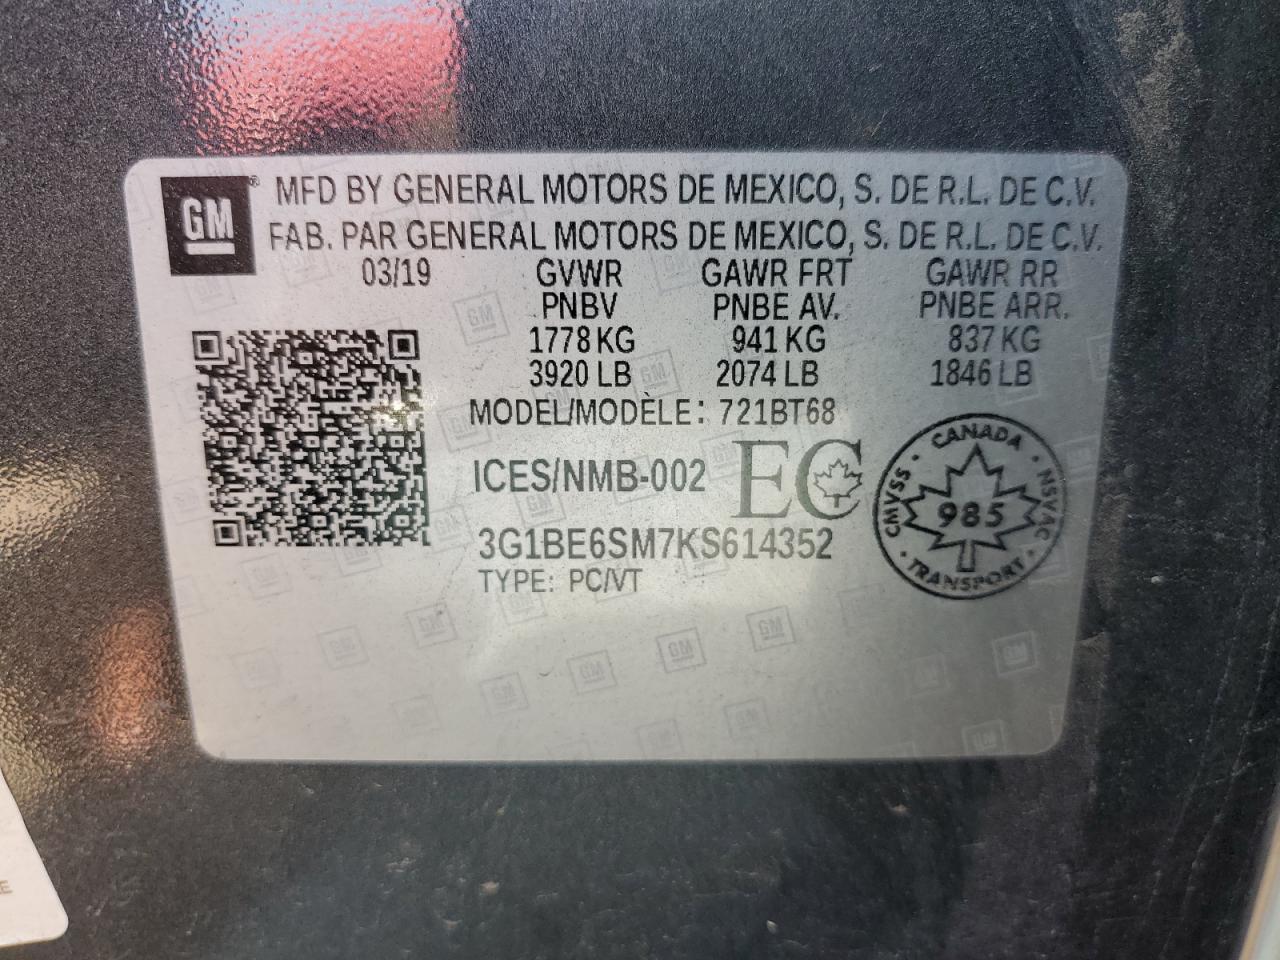 GM® MFD BY GENERAL MOTORS DE MEXICO, S. DE R.L. DE C.V.
FAB. PAR GENERAL MOTORS DE MEXICO, S. DE R.L. DE C.V.
03/19 GVWR GAWR FRT GAWR RR
PNBV PNBE AV. PNBE ARR.
1778 KG 941 KG 837 KG
3920 LB 2074 LB 1846 LB
MODEL/MODÈLE: 721BT68
ICES/NMB-002 EC
3G1BE6SM7KS614352
TYPE: PC/VT
CANADA
CMVSS · NSVAC
985
TRANSPORT